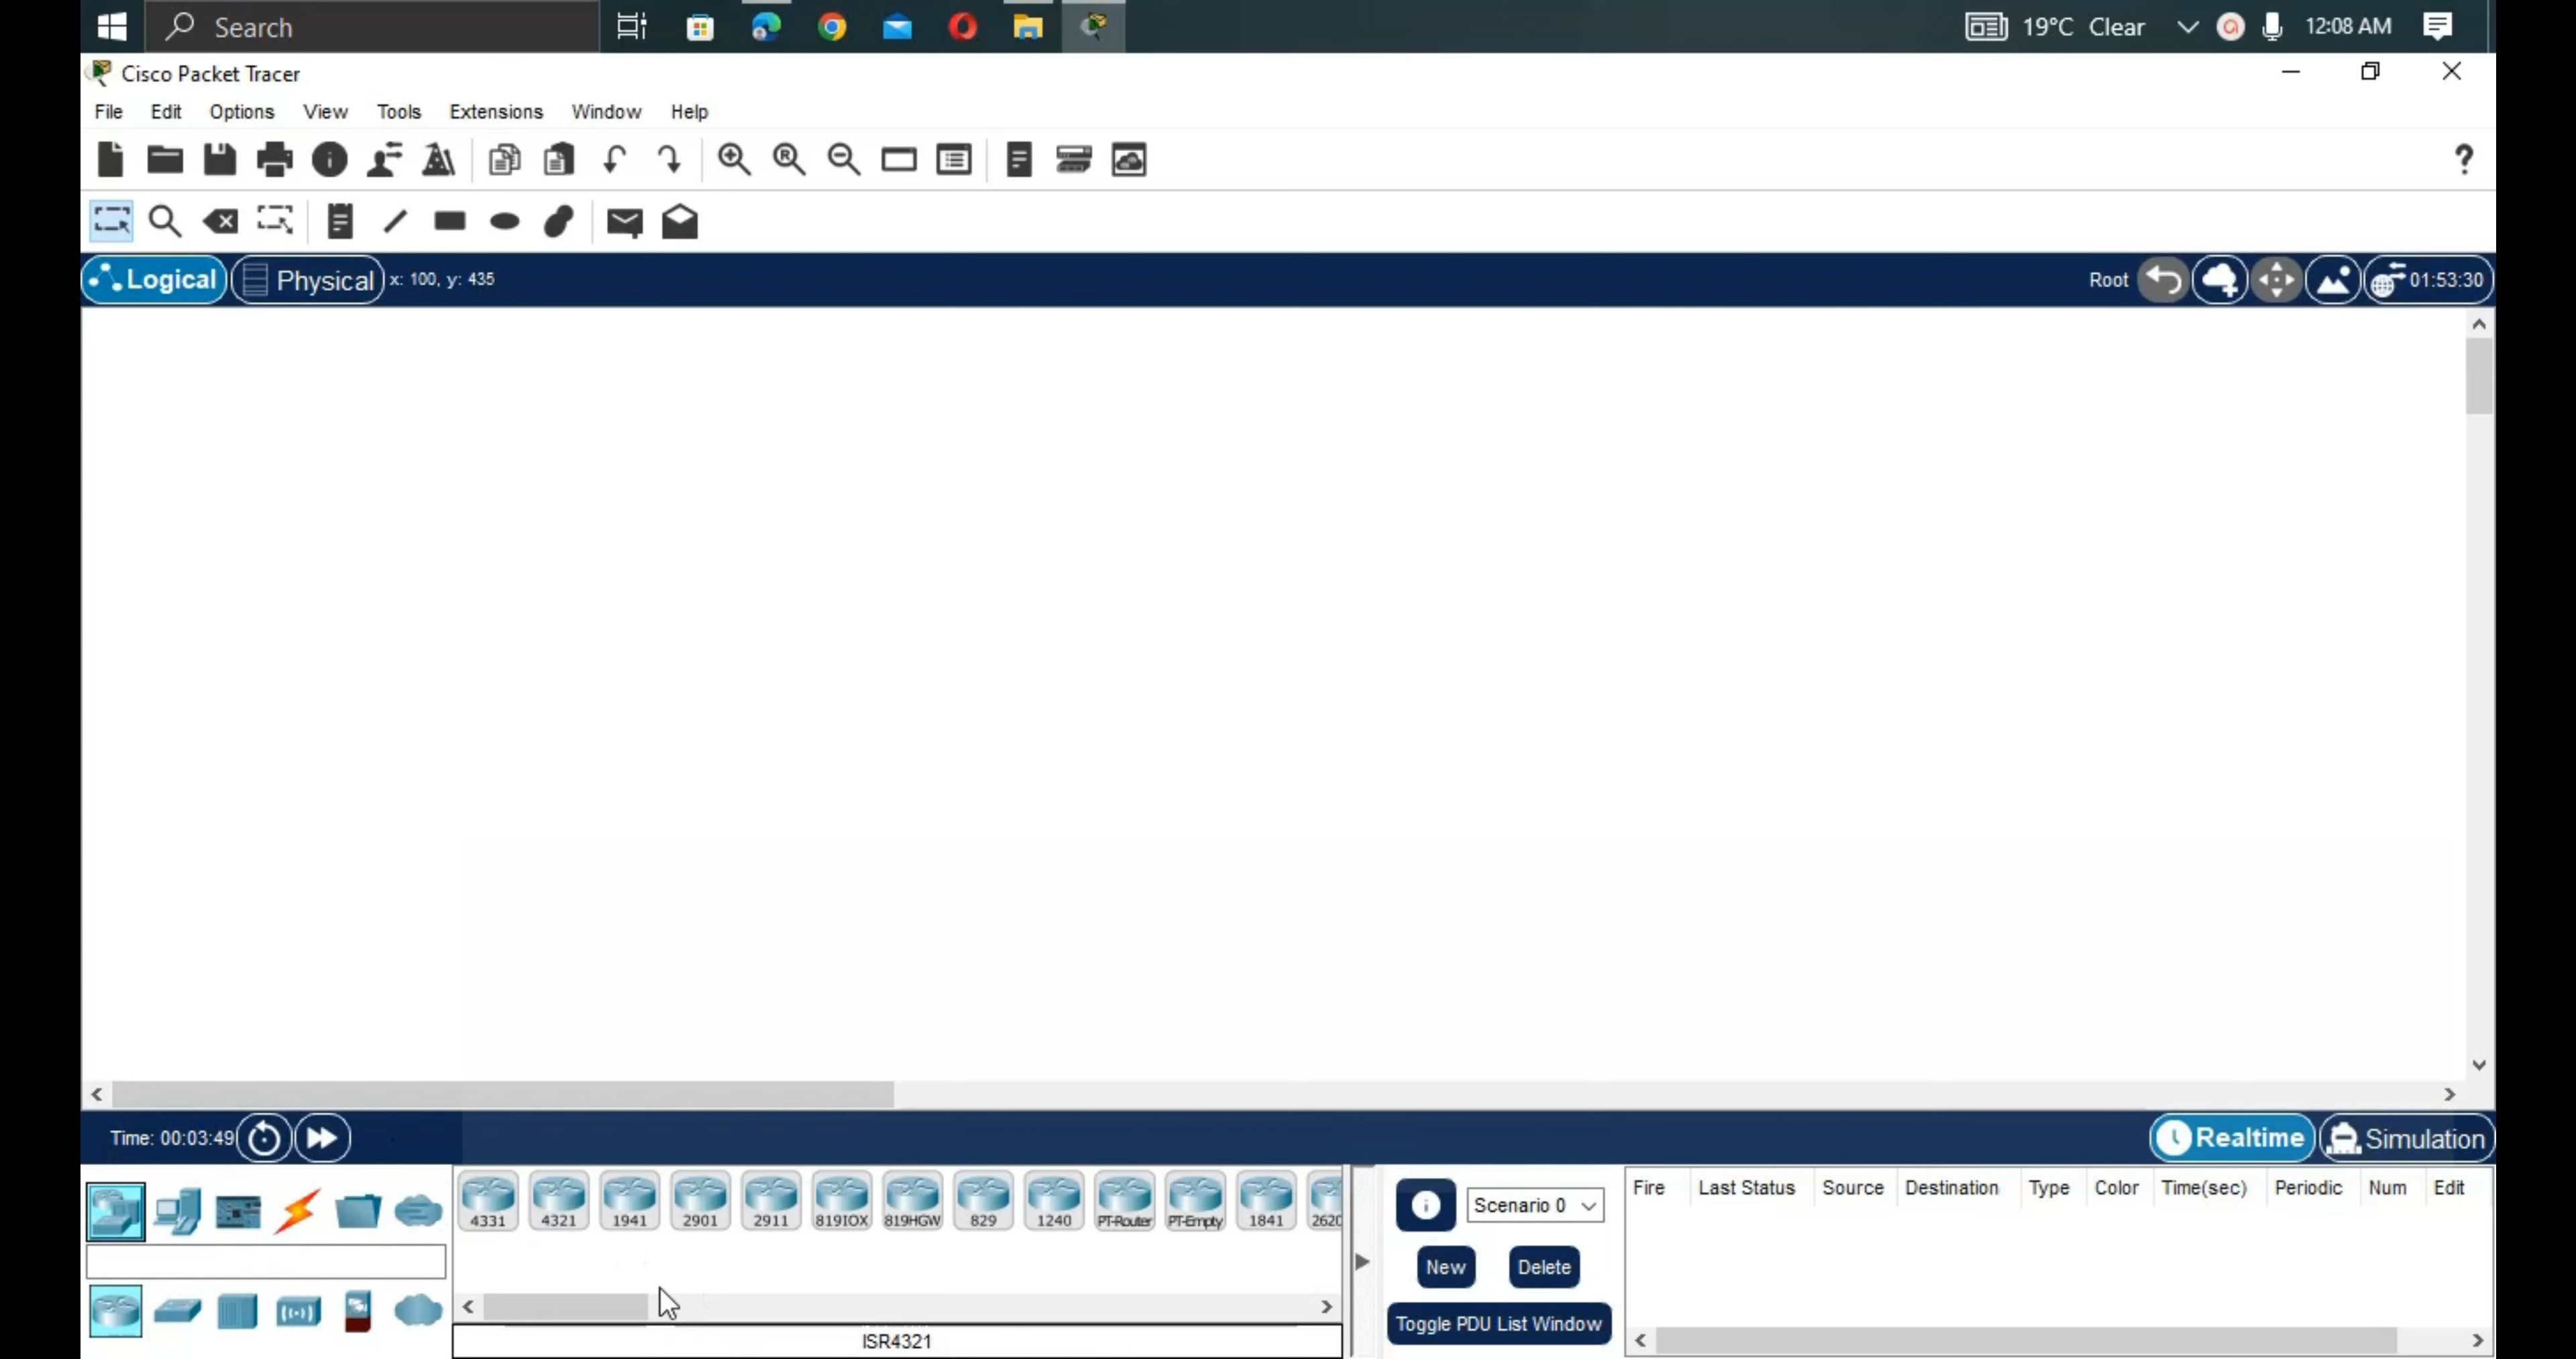 Search
19°C Clear
12:08 AM
Cisco Packet Tracer
File Edit Options View Tools Extensions Window Help
Logical Physical x: 100, y: 435
Root
01:53:30
Time: 00:03:49
Realtime Simulation
4331 4321 1941 2901 2911 819IOX 819HGW 829 1240 PT-Router PT-Empty 1841 2620
ISR4321
Scenario 0
New Delete
Toggle PDU List Window
Fire Last Status Source Destination Type Color Time(sec) Periodic Num Edit